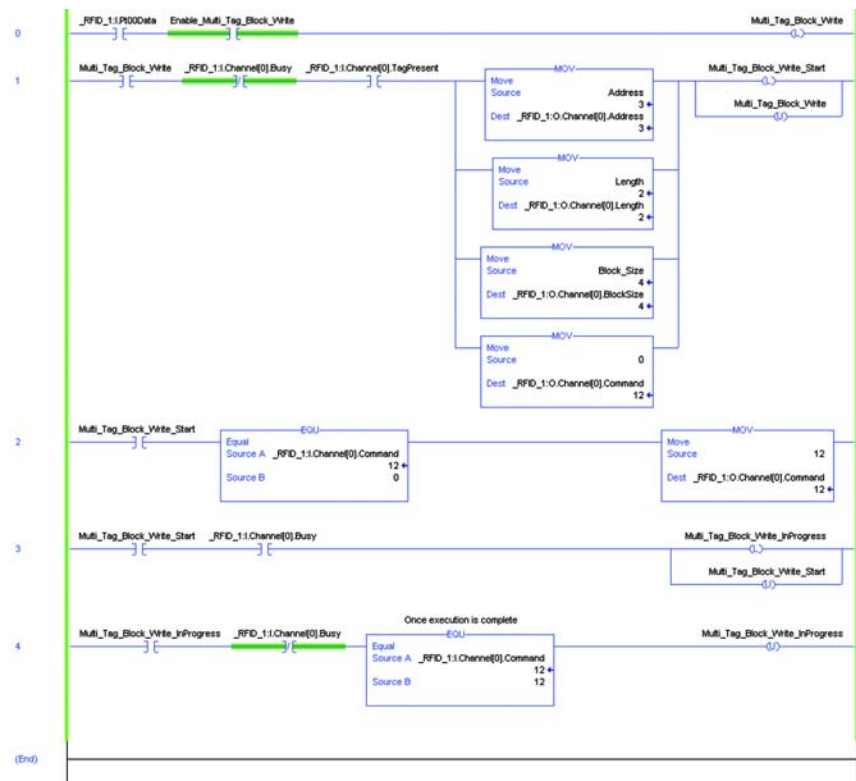 _RFID_1:I.Pt00Data Enable_Multi_Tag_Block_Write Multi_Tag_Block_Write
0
(L)
Multi_Tag_Block_Write _RFID_1:I.Channel[0].Busy _RFID_1:I.Channel[0].TagPresent MOV Multi_Tag_Block_Write_Start
1
(L)
Move
Source Address
3
Dest _RFID_1:O.Channel[0].Address
3
Multi_Tag_Block_Write
(U)
MOV
Move
Source Length
2
Dest _RFID_1:O.Channel[0].Length
2
MOV
Move
Source Block_Size
4
Dest _RFID_1:O.Channel[0].BlockSize
4
MOV
Move
Source 0
Dest _RFID_1:O.Channel[0].Command
12
Multi_Tag_Block_Write_Start EQU MOV
2
Equal
Source A _RFID_1:I.Channel[0].Command
12
Source B 0
Move
Source 12
Dest _RFID_1:O.Channel[0].Command
12
Multi_Tag_Block_Write_Start _RFID_1:I.Channel[0].Busy Multi_Tag_Block_Write_InProgress
3
(L)
Multi_Tag_Block_Write_Start
(U)
Once execution is complete
Multi_Tag_Block_Write_InProgress _RFID_1:I.Channel[0].Busy EQU Multi_Tag_Block_Write_InProgress
4
(U)
Equal
Source A _RFID_1:I.Channel[0].Command
12
Source B 12
(End)